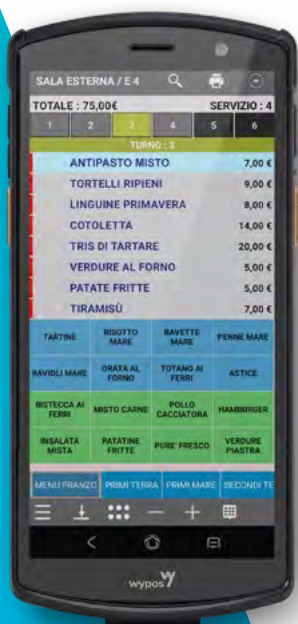 SALA ESTERNA / E 4
TOTALE : 75,00€ SERVIZIO : 4
1 2 3 4 5 6
TURNO : 3
ANTIPASTO MISTO 7,00 €
TORTELLI RIPIENI 9,00 €
LINGUINE PRIMAVERA 8,00 €
COTOLETTA 14,00 €
TRIS DI TARTARE 20,00 €
VERDURE AL FORNO 5,00 €
PATATE FRITTE 5,00 €
TIRAMISÙ 7,00 €
TARTINE RISOTTO MARE BAVETTE MARE PENNE MARE
RAVIOLI MARE ORATA AL FORNO TOTANO AI FERRI ASTICE
BISTECCA AI FERRI MISTO CARNE POLLO CACCIATORA HAMBURGER
INSALATA MISTA PATATINE FRITTE PURE' FRESCO VERDURE PIASTRA
MENU PRANZO PRIMI TERRA PRIMI MARE SECONDI TE
wypos